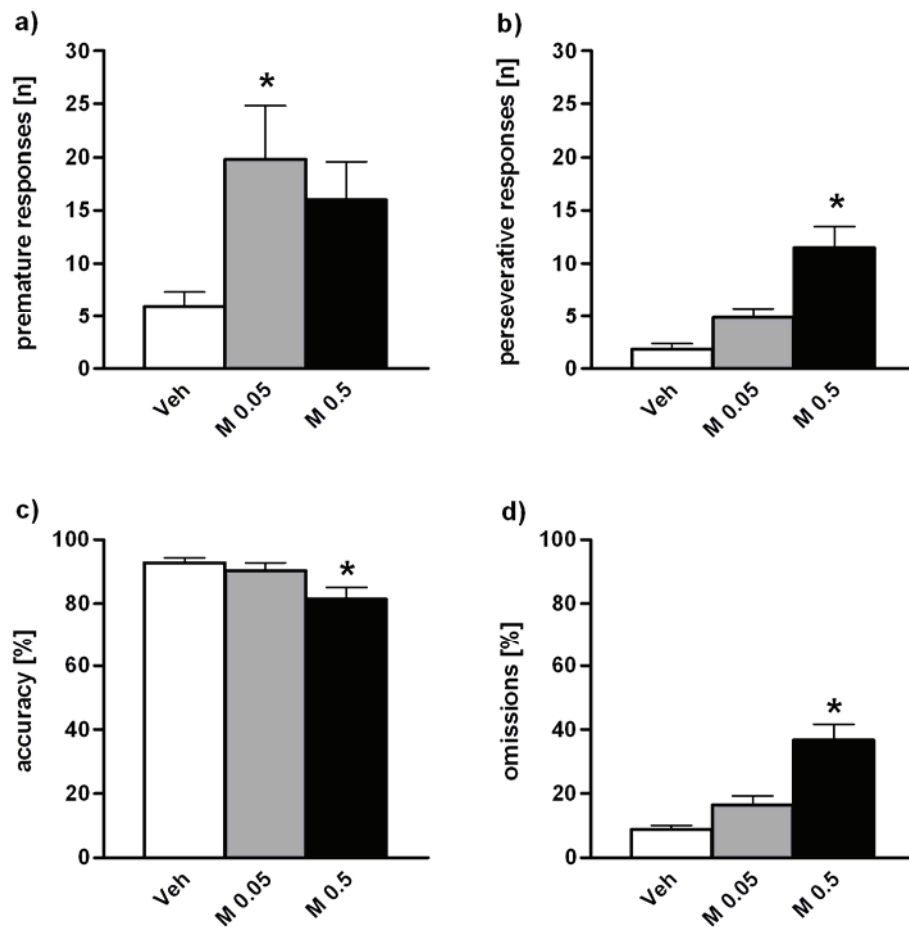 a)
premature responses [n]
30
25
20
15
10
5
0
*
Veh
M 0.05
M 0.5
b)
perseverative responses [n]
30
25
20
15
10
5
0
*
Veh
M 0.05
M 0.5
c)
accuracy [%]
100
80
60
40
20
0
*
Veh
M 0.05
M 0.5
d)
omissions [%]
100
80
60
40
20
0
*
Veh
M 0.05
M 0.5